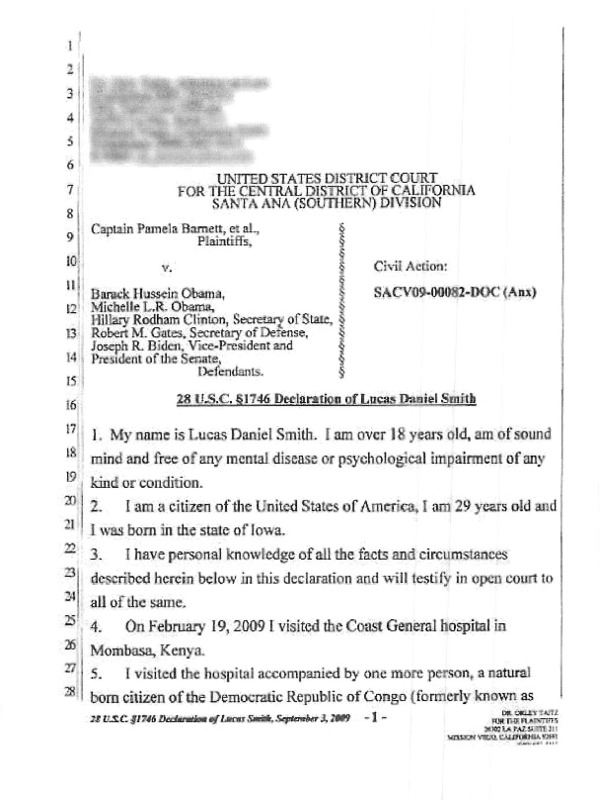 1
2
3
4
5
6
UNITED STATES DISTRICT COURT
7 FOR THE CENTRAL DISTRICT OF CALIFORNIA
SANTA ANA (SOUTHERN) DIVISION
8
Captain Pamela Barnett, et al., §
9 Plaintiffs, §
§
10 v. § Civil Action:
§
11 Barack Hussein Obama, § SACV09-00082-DOC (Anx)
12 Michelle L.R. Obama, §
Hillary Rodham Clinton, Secretary of State, §
13 Robert M. Gates, Secretary of Defense, §
Joseph R. Biden, Vice-President and §
14 President of the Senate, §
Defendants. §
15
16 28 U.S.C. §1746 Declaration of Lucas Daniel Smith
17 1. My name is Lucas Daniel Smith. I am over 18 years old, am of sound
18 mind and free of any mental disease or psychological impairment of any
19 kind or condition.
20 2. I am a citizen of the United States of America, I am 29 years old and
21 I was born in the state of Iowa.
22 3. I have personal knowledge of all the facts and circumstances
23 described herein below in this declaration and will testify in open court to
24 all of the same.
25 4. On February 19, 2009 I visited the Coast General hospital in
26 Mombasa, Kenya.
27 5. I visited the hospital accompanied by one more person, a natural
28 born citizen of the Democratic Republic of Congo (formerly known as
28 U.S.C. §1746 Declaration of Lucas Smith, September 3, 2009 - 1 -
DR. ORLEY TAITZ
FOR THE PLAINTIFFS
26302 LA PAZ SUITE 211
MISSION VIEJO, CALIFORNIA 92691